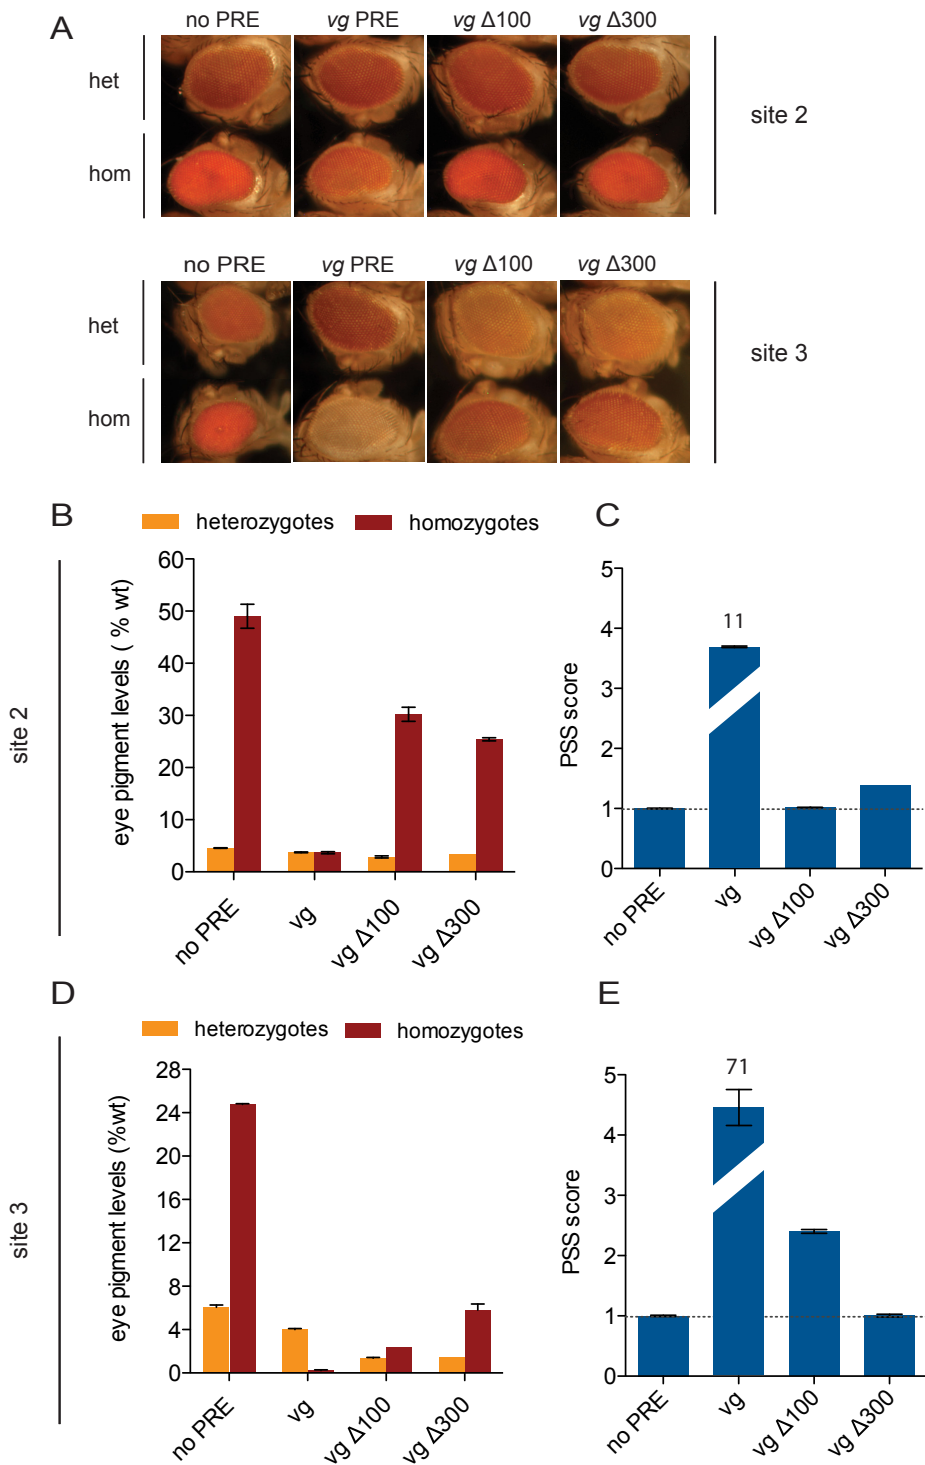 A
no PRE vg PRE vg Δ100 vg Δ300
het
hom
site 2
no PRE vg PRE vg Δ100 vg Δ300
het
hom
site 3
B
heterozygotes homozygotes
site 2
eye pigment levels ( % wt)
60
50
40
30
20
10
0
no PRE vg vg Δ100 vg Δ300
C
PSS score
5
4
3
2
1
0
11
no PRE vg vg Δ100 vg Δ300
D
heterozygotes homozygotes
site 3
eye pigment levels (%wt)
28
24
20
16
12
8
4
0
no PRE vg vg Δ100 vg Δ300
E
PSS score
5
4
3
2
1
0
71
no PRE vg vg Δ100 vg Δ300